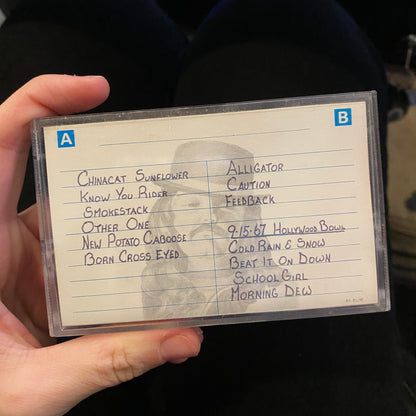 A
B
CHINACAT SUNFLOWER
KNOW YOU RIDER
SMOKESTACK
OTHER ONE
NEW POTATO CABOOSE
BORN CROSS EYED
ALLIGATOR
CAUTION
FEEDBACK
9·15·67 HOLLYWOOD BOWL
COLD RAIN & SNOW
BEAT IT ON DOWN
SCHOOL GIRL
MORNING DEW